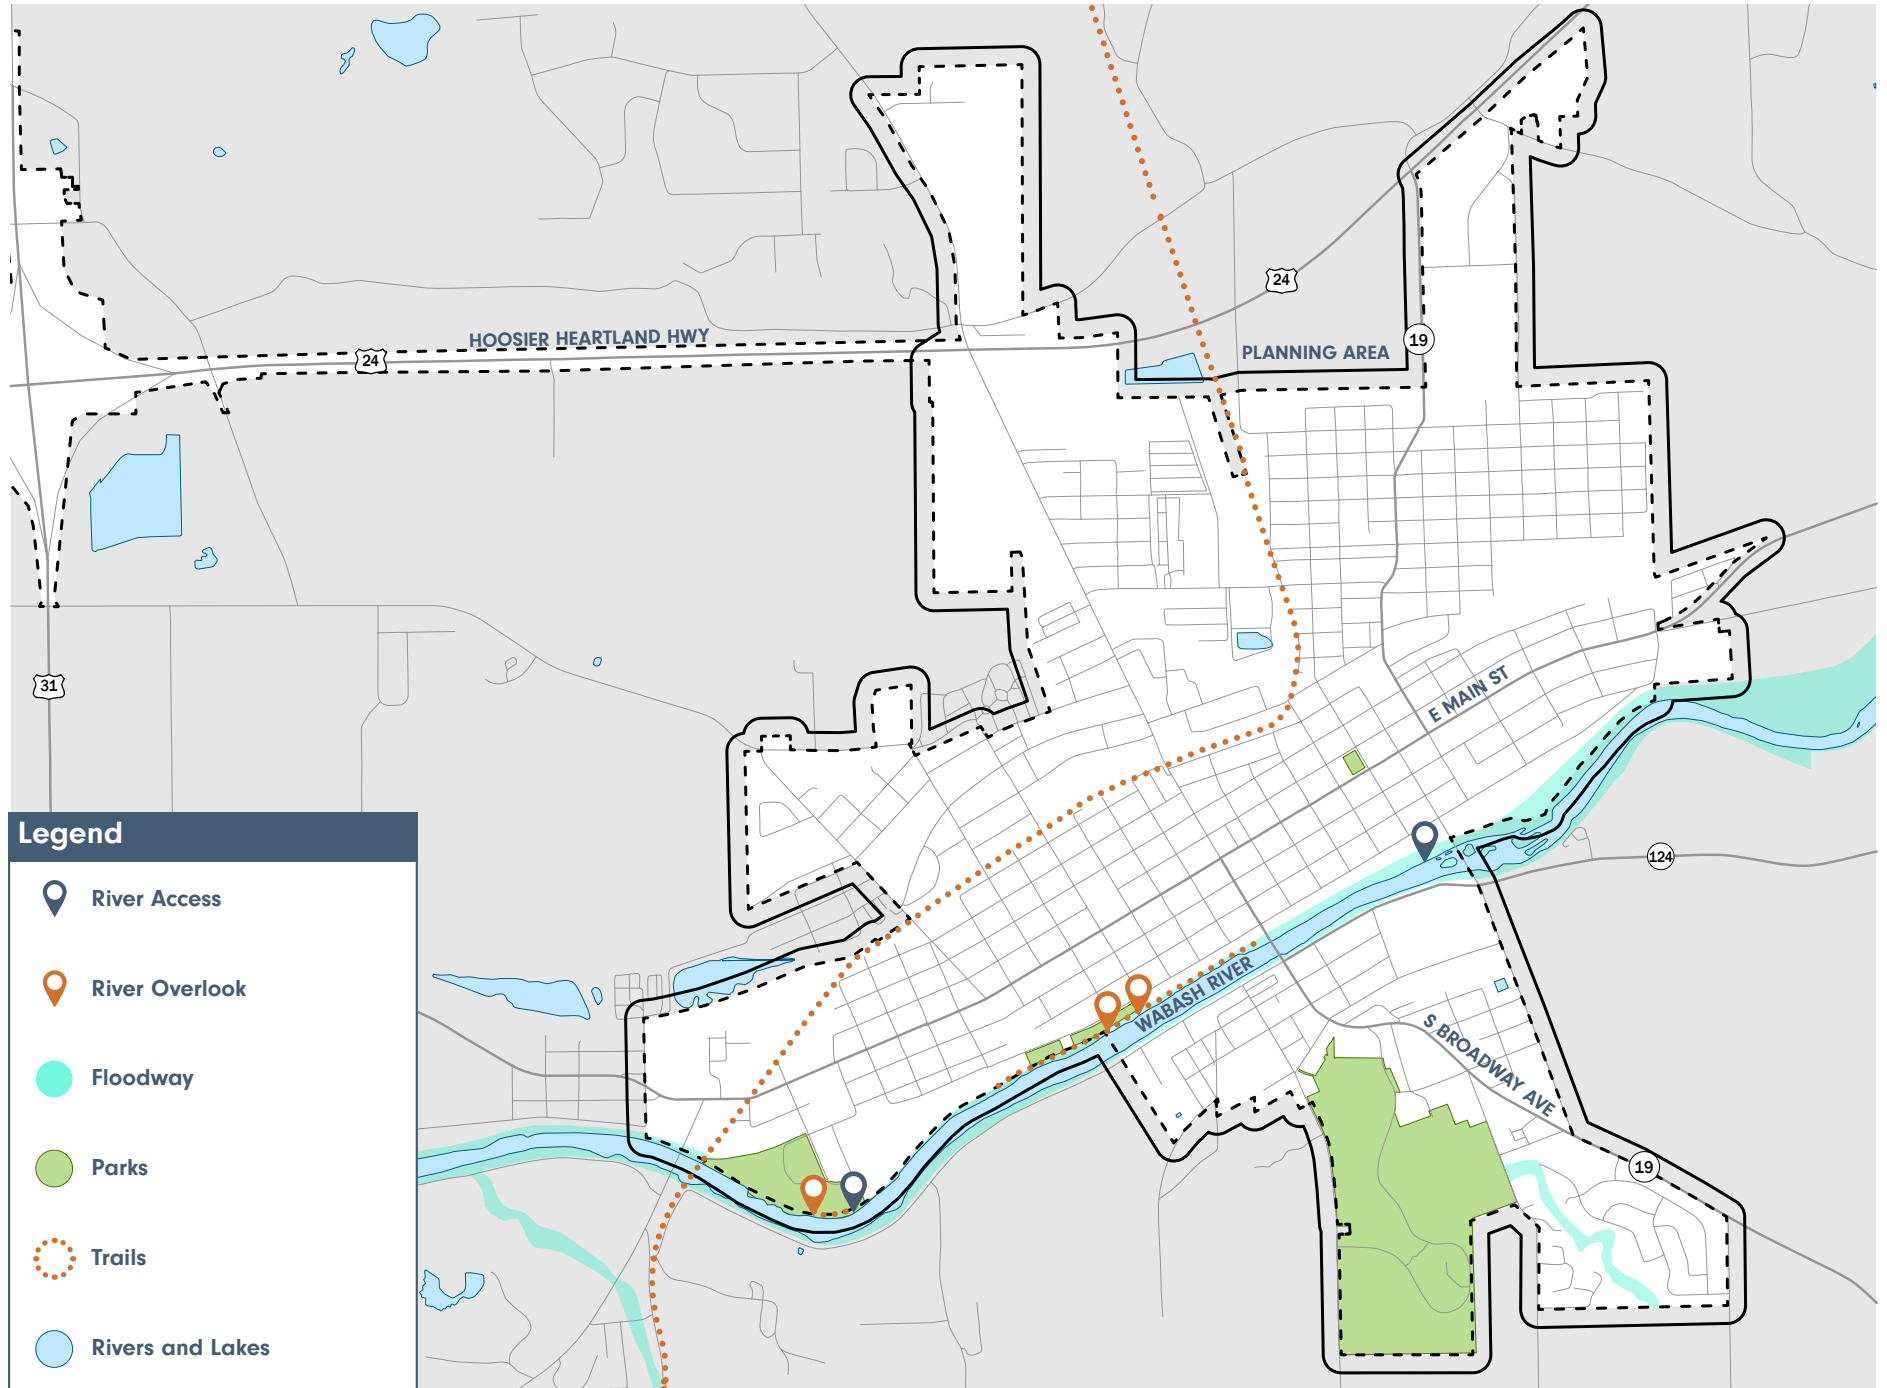 24
HOOSIER HEARTLAND HWY
24
PLANNING AREA
19
31
E MAIN ST
124
WABASH RIVER
S BROADWAY AVE
19
Legend
River Access
River Overlook
Floodway
Parks
Trails
Rivers and Lakes